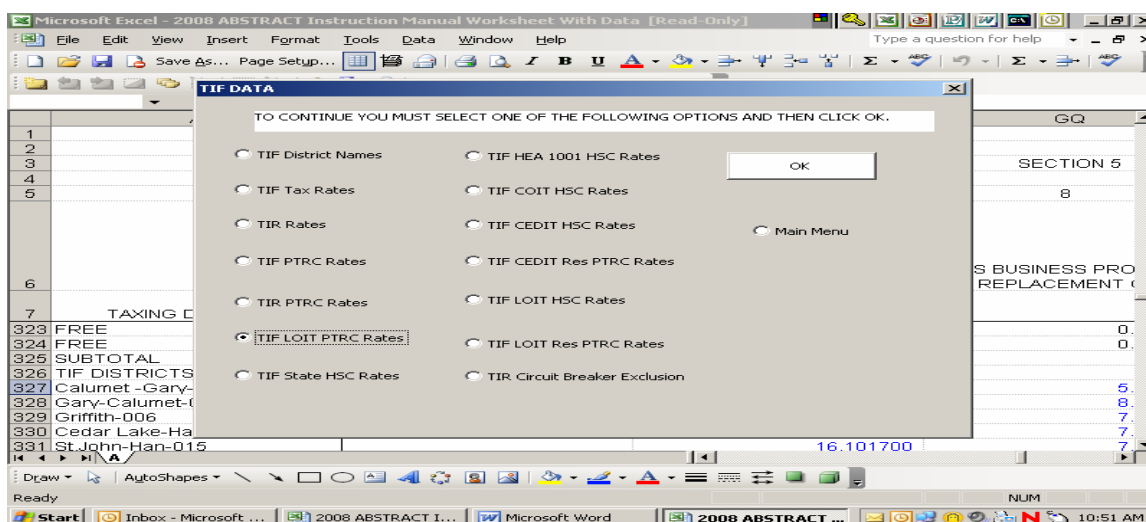 Microsoft Excel - 2008 ABSTRACT Instruction Manual Worksheet With Data [Read-Only]
File Edit View Insert Format Tools Data Window Help Type a question for help
Save As... Page Setup...
TIF DATA
TO CONTINUE YOU MUST SELECT ONE OF THE FOLLOWING OPTIONS AND THEN CLICK OK.
TIF District Names
TIF Tax Rates
TIR Rates
TIF PTRC Rates
TIR PTRC Rates
TIF LOIT PTRC Rates
TIF State HSC Rates
TIF HEA 1001 HSC Rates
TIF COIT HSC Rates
TIF CEDIT HSC Rates
TIF CEDIT Res PTRC Rates
TIF LOIT HSC Rates
TIF LOIT Res PTRC Rates
TIR Circuit Breaker Exclusion
OK
Main Menu
GQ
1
2
3 SECTION 5
4
5 8
S BUSINESS PRO
6 REPLACEMENT
7 TAXING D
323 FREE 0.
324 FREE 0.
325 SUBTOTAL
326 TIF DISTRICTS
327 Calumet -Gary- 5.
328 Gary-Calumet-( 8.
329 Griffith-006 7.
330 Cedar Lake-Ha 7.
331 St.John-Han-015 16.101700 7.
A
Draw AutoShapes
Ready NUM
Start Inbox - Microsoft ... 2008 ABSTRACT I... Microsoft Word 2008 ABSTRACT ... 10:51 AM